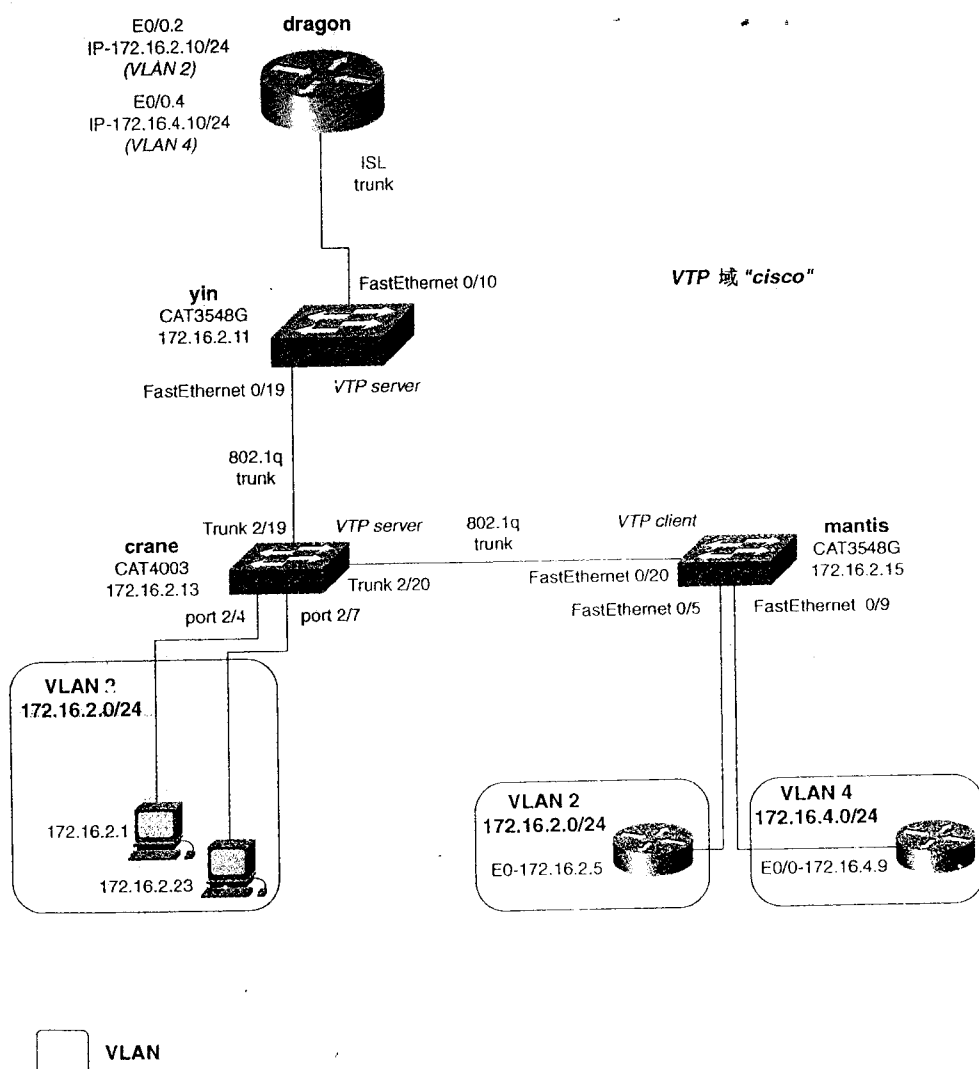 E0/0.2
IP-172.16.2.10/24
(VLAN 2)
E0/0.4
IP-172.16.4.10/24
(VLAN 4)
dragon
ISL
trunk
FastEthernet 0/10
VTP 域 "cisco"
yin
CAT3548G
172.16.2.11
FastEthernet 0/19
VTP server
802.1q
trunk
Trunk 2/19
VTP server
crane
CAT4003
172.16.2.13
Trunk 2/20
port 2/4
port 2/7
802.1q
trunk
VTP client
mantis
CAT3548G
172.16.2.15
FastEthernet 0/20
FastEthernet 0/5
FastEthernet 0/9
VLAN
172.16.2.0/24
172.16.2.1
172.16.2.23
VLAN 2
172.16.2.0/24
E0-172.16.2.5
VLAN 4
172.16.4.0/24
E0/0-172.16.4.9
VLAN